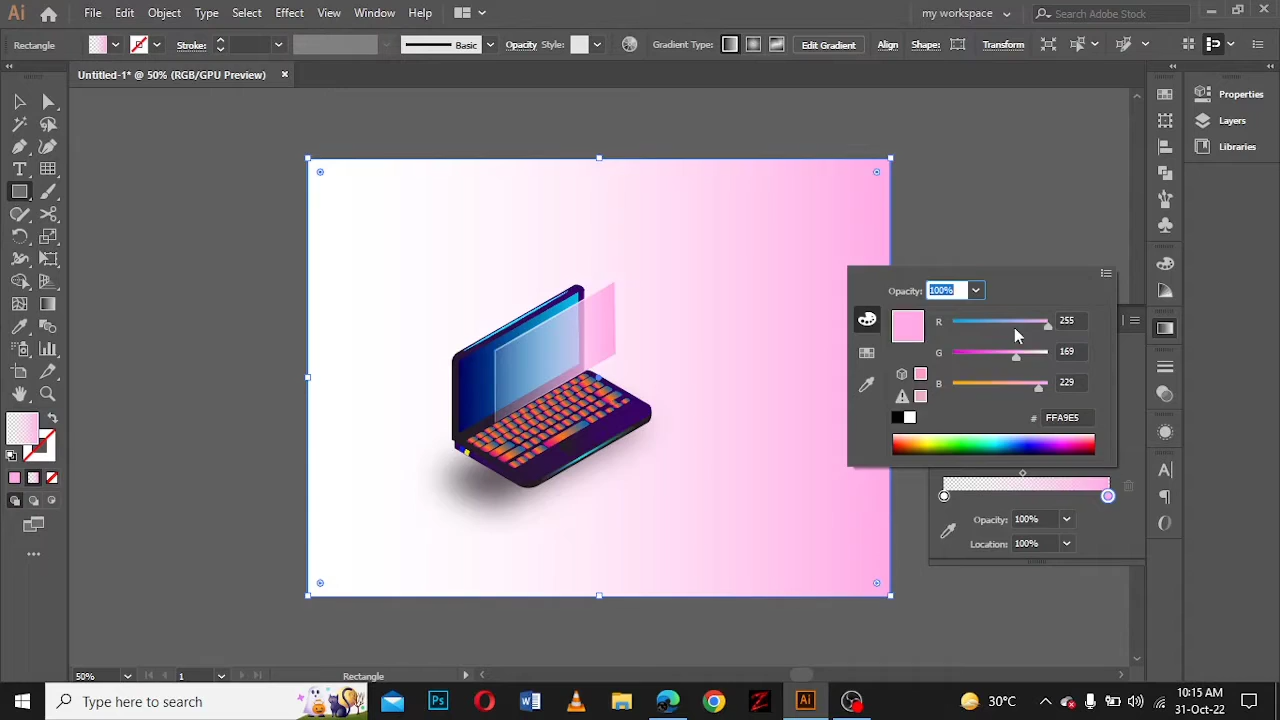 Ai File Edit Object Type Select Effect View Window Help my workspace Search Adobe Stock
Rectangle Stroke: Basic Opacity Style: Gradient Type: Edit Gradient Align Shape: Transform
Untitled-1* @ 50% (RGB/GPU Preview)
Properties
Layers
Libraries
Opacity: 100%
R 255
G 169
B 229
# FFA9E5
Opacity: 100%
Location: 100%
50% 1 Rectangle
Type here to search Ps W Z Ai 30°C 10:15 AM
31-Oct-22